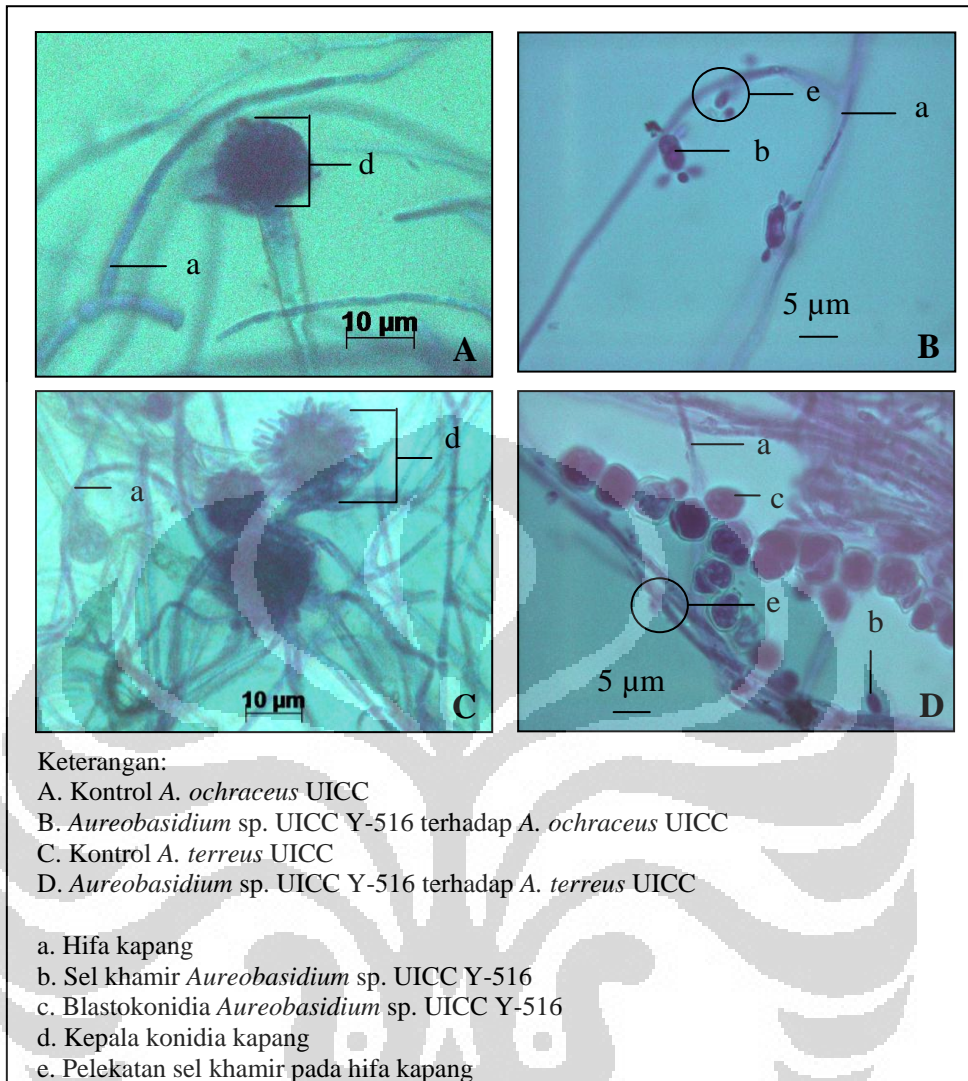 d
a
10 µm
A
e
a
b
5 µm
B
d
a
10 µm
C
a
c
e
b
5 µm
D
Keterangan:
A. Kontrol A. ochraceus UICC
B. Aureobasidium sp. UICC Y-516 terhadap A. ochraceus UICC
C. Kontrol A. terreus UICC
D. Aureobasidium sp. UICC Y-516 terhadap A. terreus UICC
a. Hifa kapang
b. Sel khamir Aureobasidium sp. UICC Y-516
c. Blastokonidia Aureobasidium sp. UICC Y-516
d. Kepala konidia kapang
e. Pelekatan sel khamir pada hifa kapang